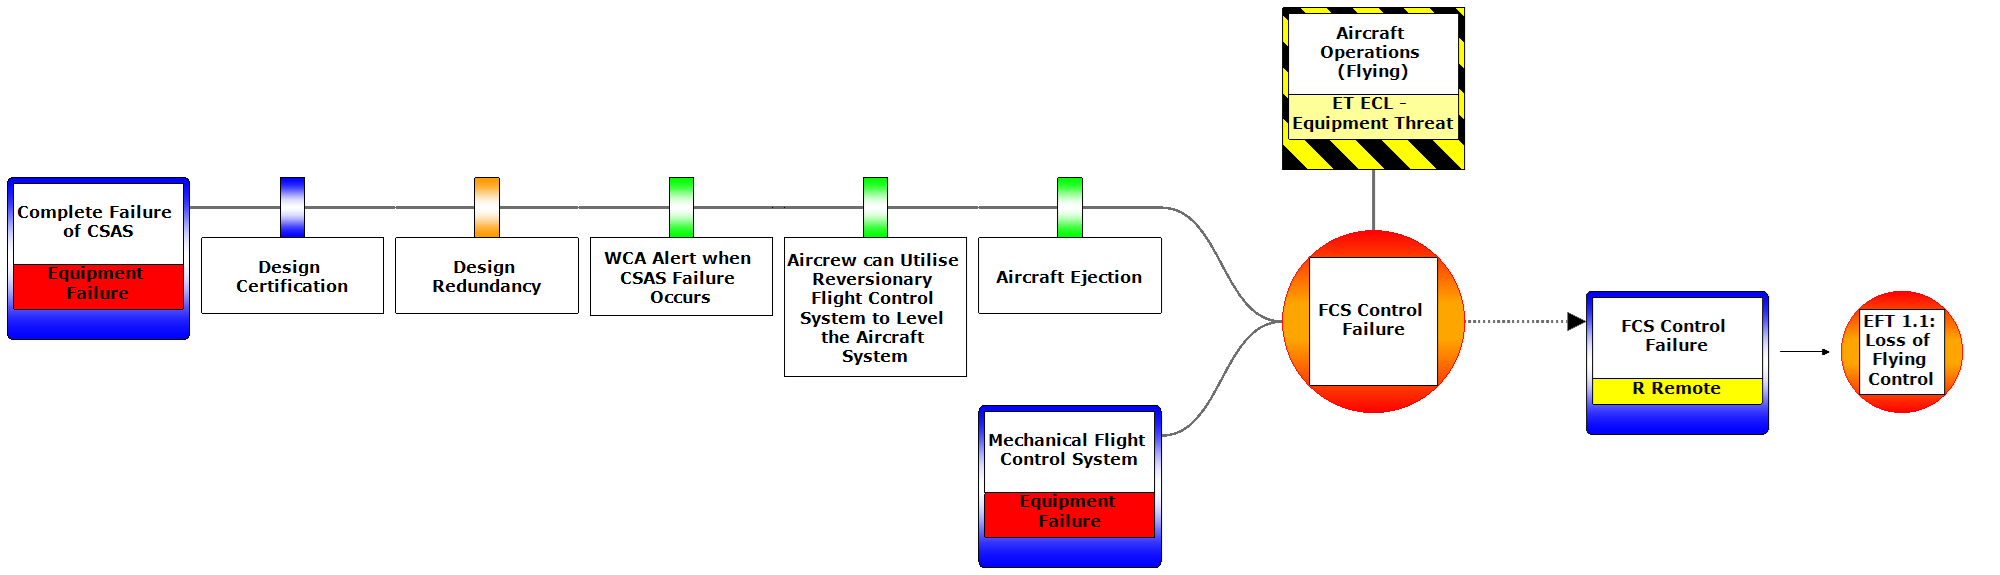 Aircraft
Operations
(Flying)
ET ECL -
Equipment Threat
Complete Failure
of CSAS
Equipment
Failure
Design
Certification
Design
Redundancy
WCA Alert when
CSAS Failure
Occurs
Aircrew can Utilise
Reversionary
Flight Control
System to Level
the Aircraft
System
Aircraft Ejection
FCS Control
Failure
FCS Control
Failure
R Remote
EFT 1.1:
Loss of
Flying
Control
Mechanical Flight
Control System
Equipment
Failure